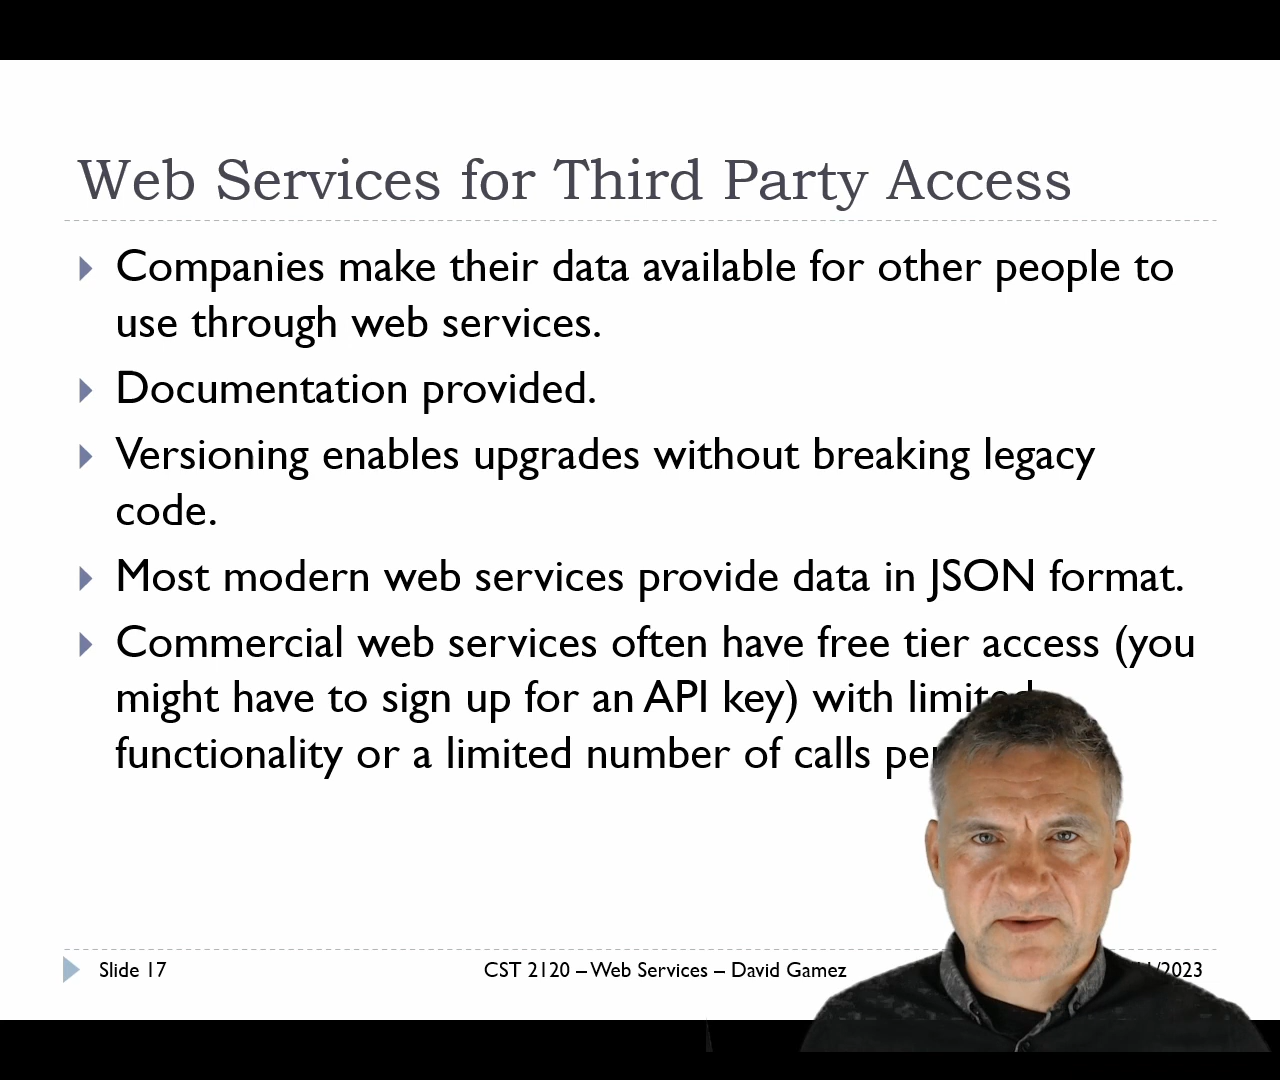 Web Services for Third Party Access
Companies make their data available for other people to
use through web services.
Documentation provided.
Versioning enables upgrades without breaking legacy
code.
Most modern web services provide data in JSON format.
Commercial web services often have free tier access (you
might have to sign up for an API key) with limited
functionality or a limited number of calls per
Slide 17
CST 2120 – Web Services – David Gamez
/2023